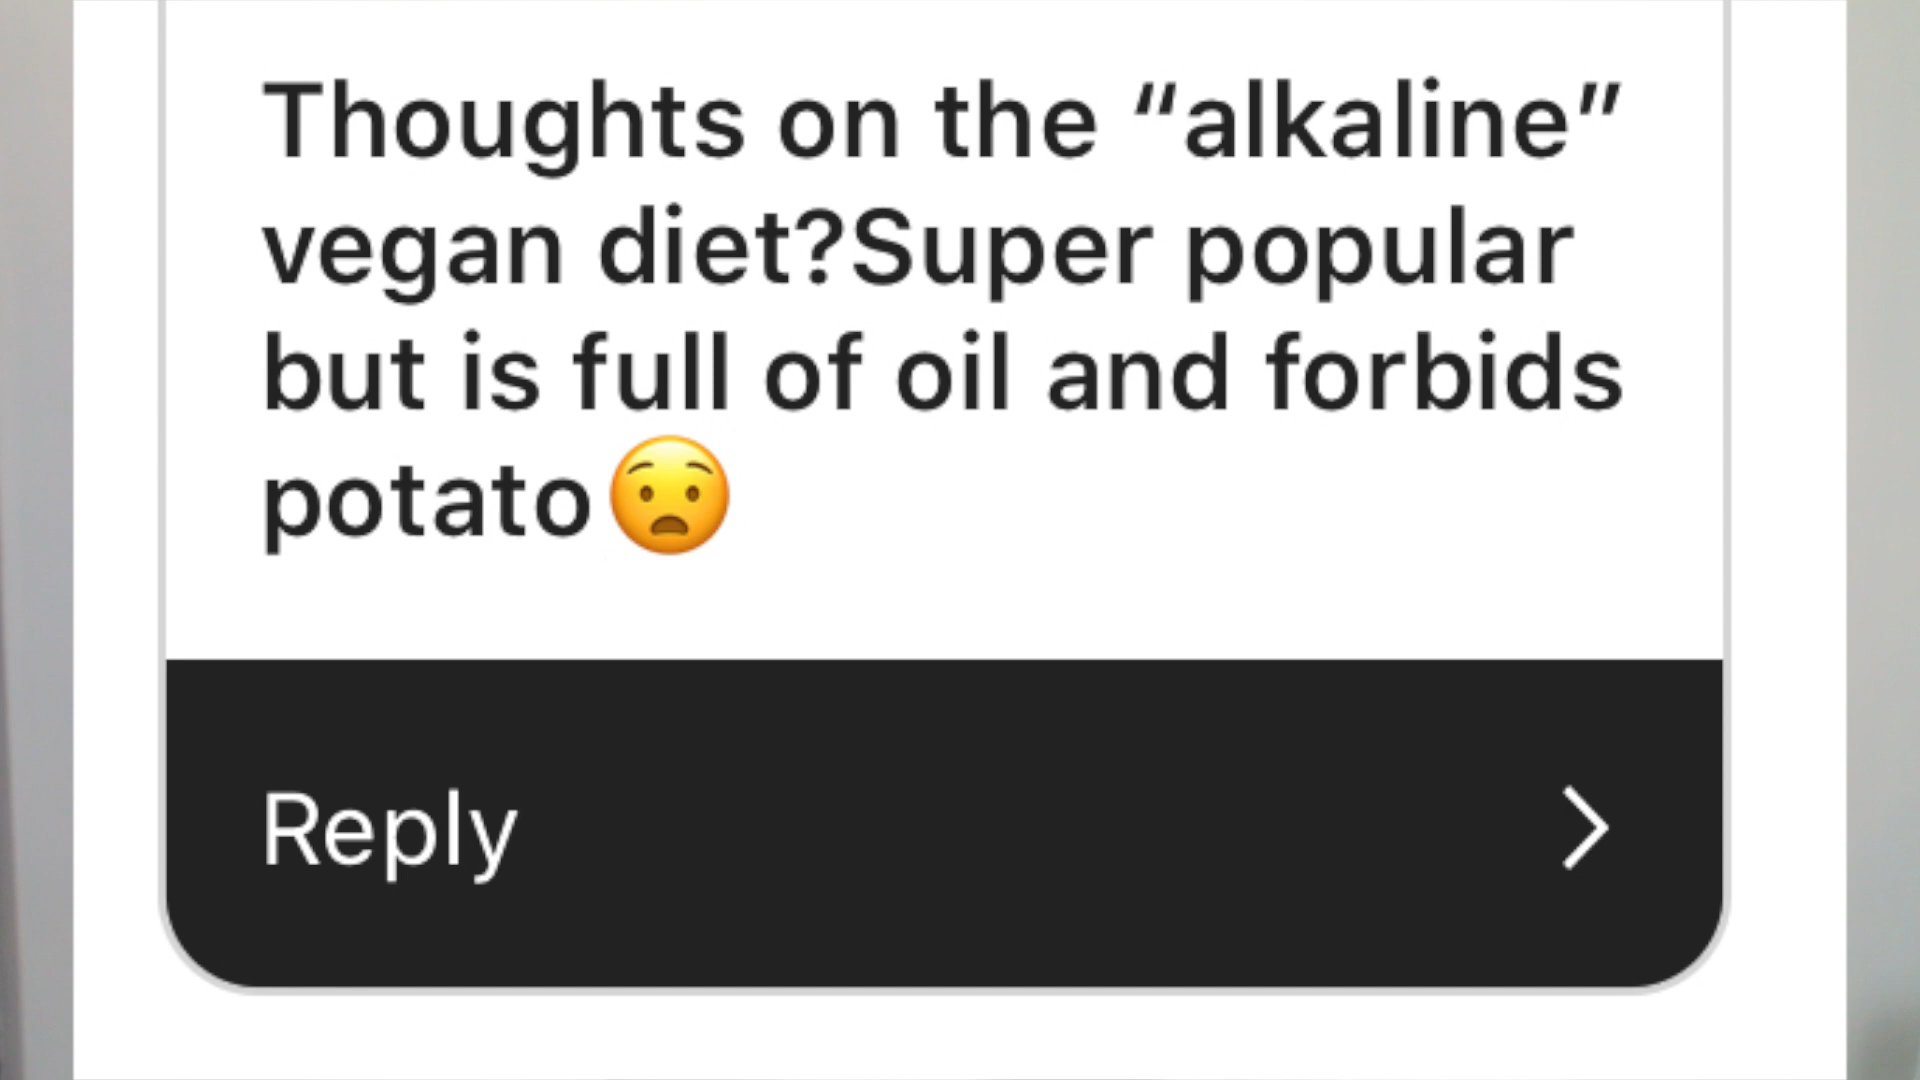 Thoughts on the “alkaline”
vegan diet?Super popular
but is full of oil and forbids
potato😧
Reply